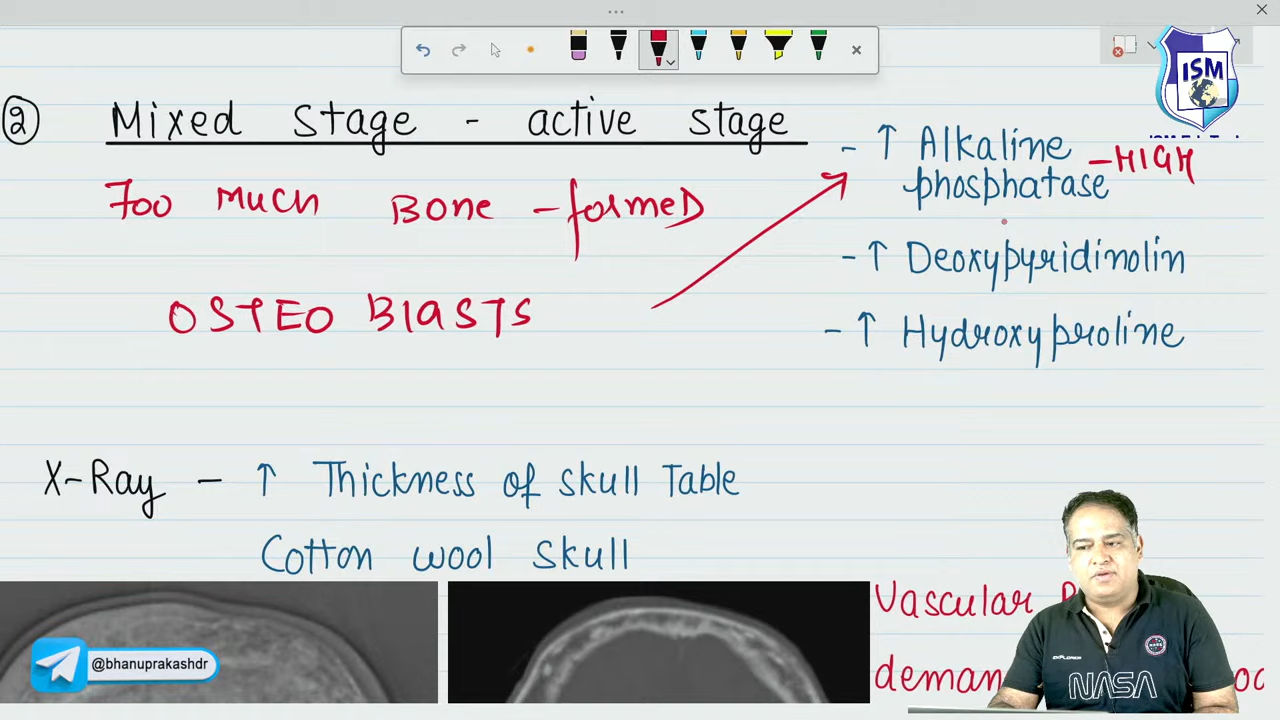 ISM
② Mixed Stage - active stage
- ↑ Alkaline phosphatase - HIGH
Too Much Bone - formeD
- ↑ Deoxypyridinolin
OSTEO BlaSTS
- ↑ Hydroxyproline
X-Ray - ↑ Thickness of skull Table
Cotton wool skull
Vascular
@bhanuprakashdr
EXPLORER
NASA